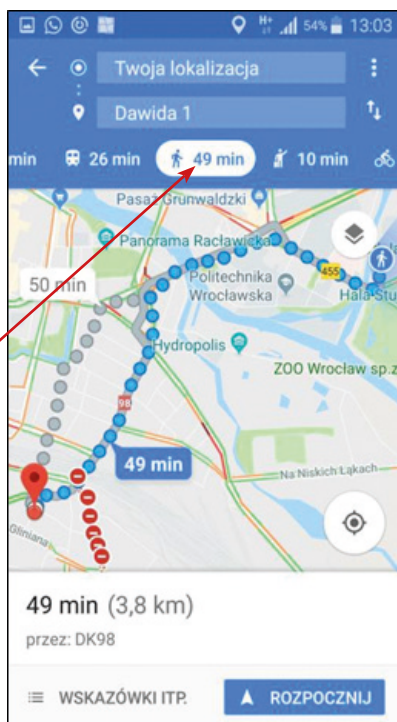 H+ 54% 13:03
Twoja lokalizacja
Dawida 1
min 26 min 49 min 10 min
Pasaż Grunwaldzki
Panorama Racławicka
50 min
Politechnika
Wrocławska
455
Hala Stu
Hydropolis
ZOO Wrocław sp.z
98
49 min
Na Niskich Łąkach
Gliniana
49 min (3,8 km)
przez: DK98
WSKAZÓWKI ITP. ROZPOCZNIJ